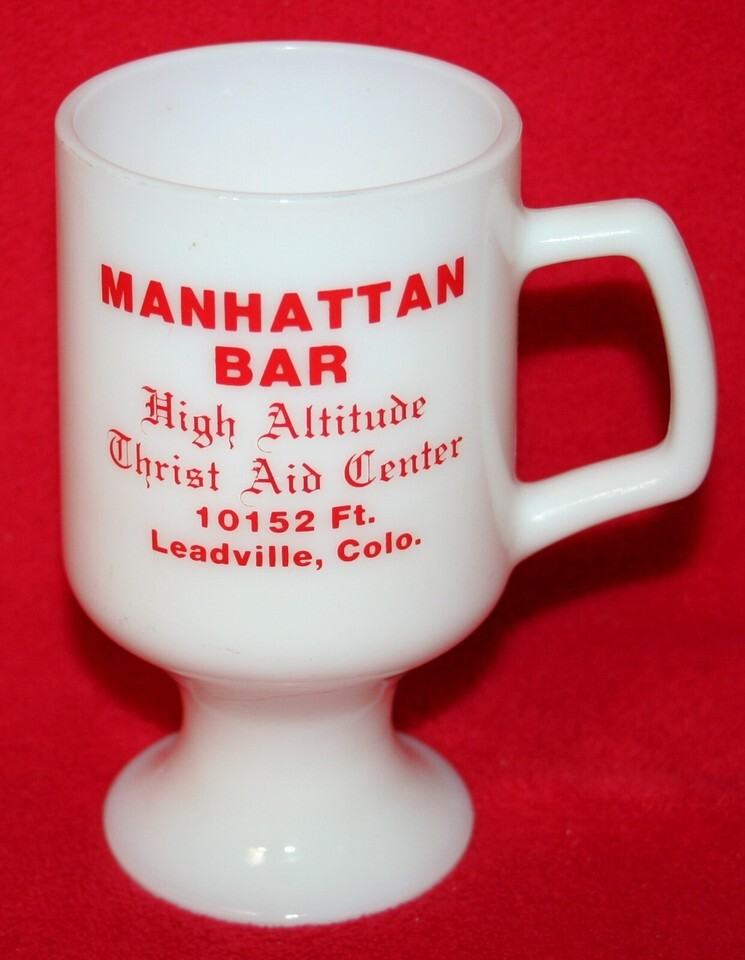 MANHATTAN
BAR
High Altitude
Thrist Aid Center
10152 Ft.
Leadville, Colo.